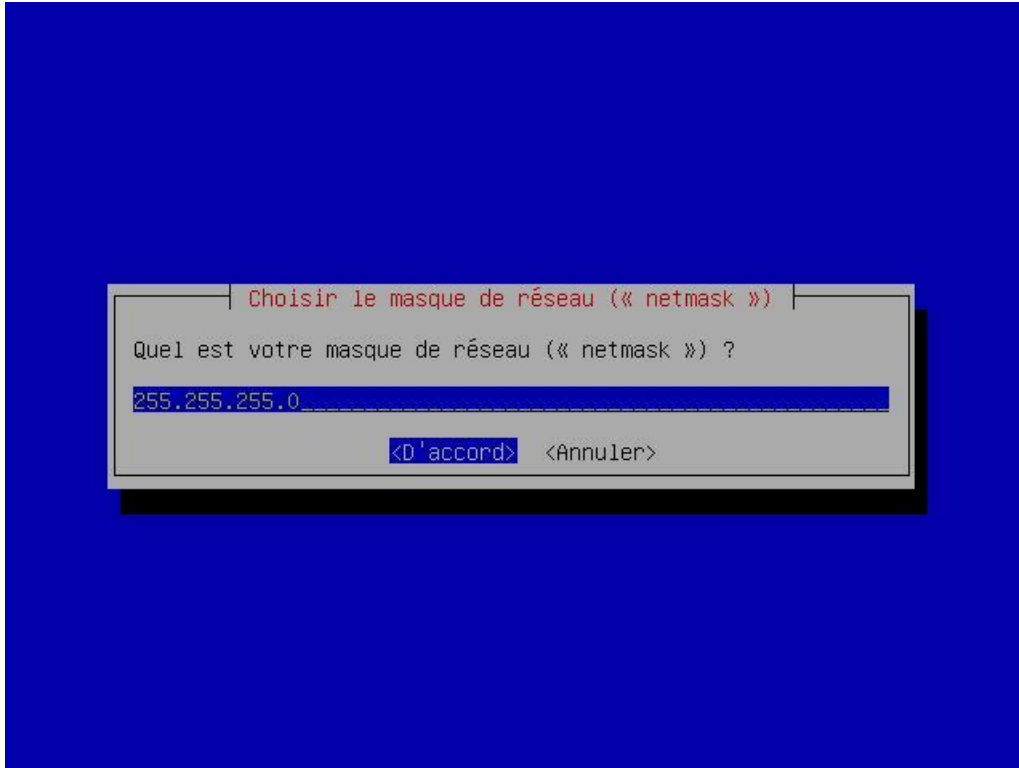 Choisir le masque de réseau (« netmask »)
Quel est votre masque de réseau (« netmask ») ?
255.255.255.0
<D'accord> <Annuler>